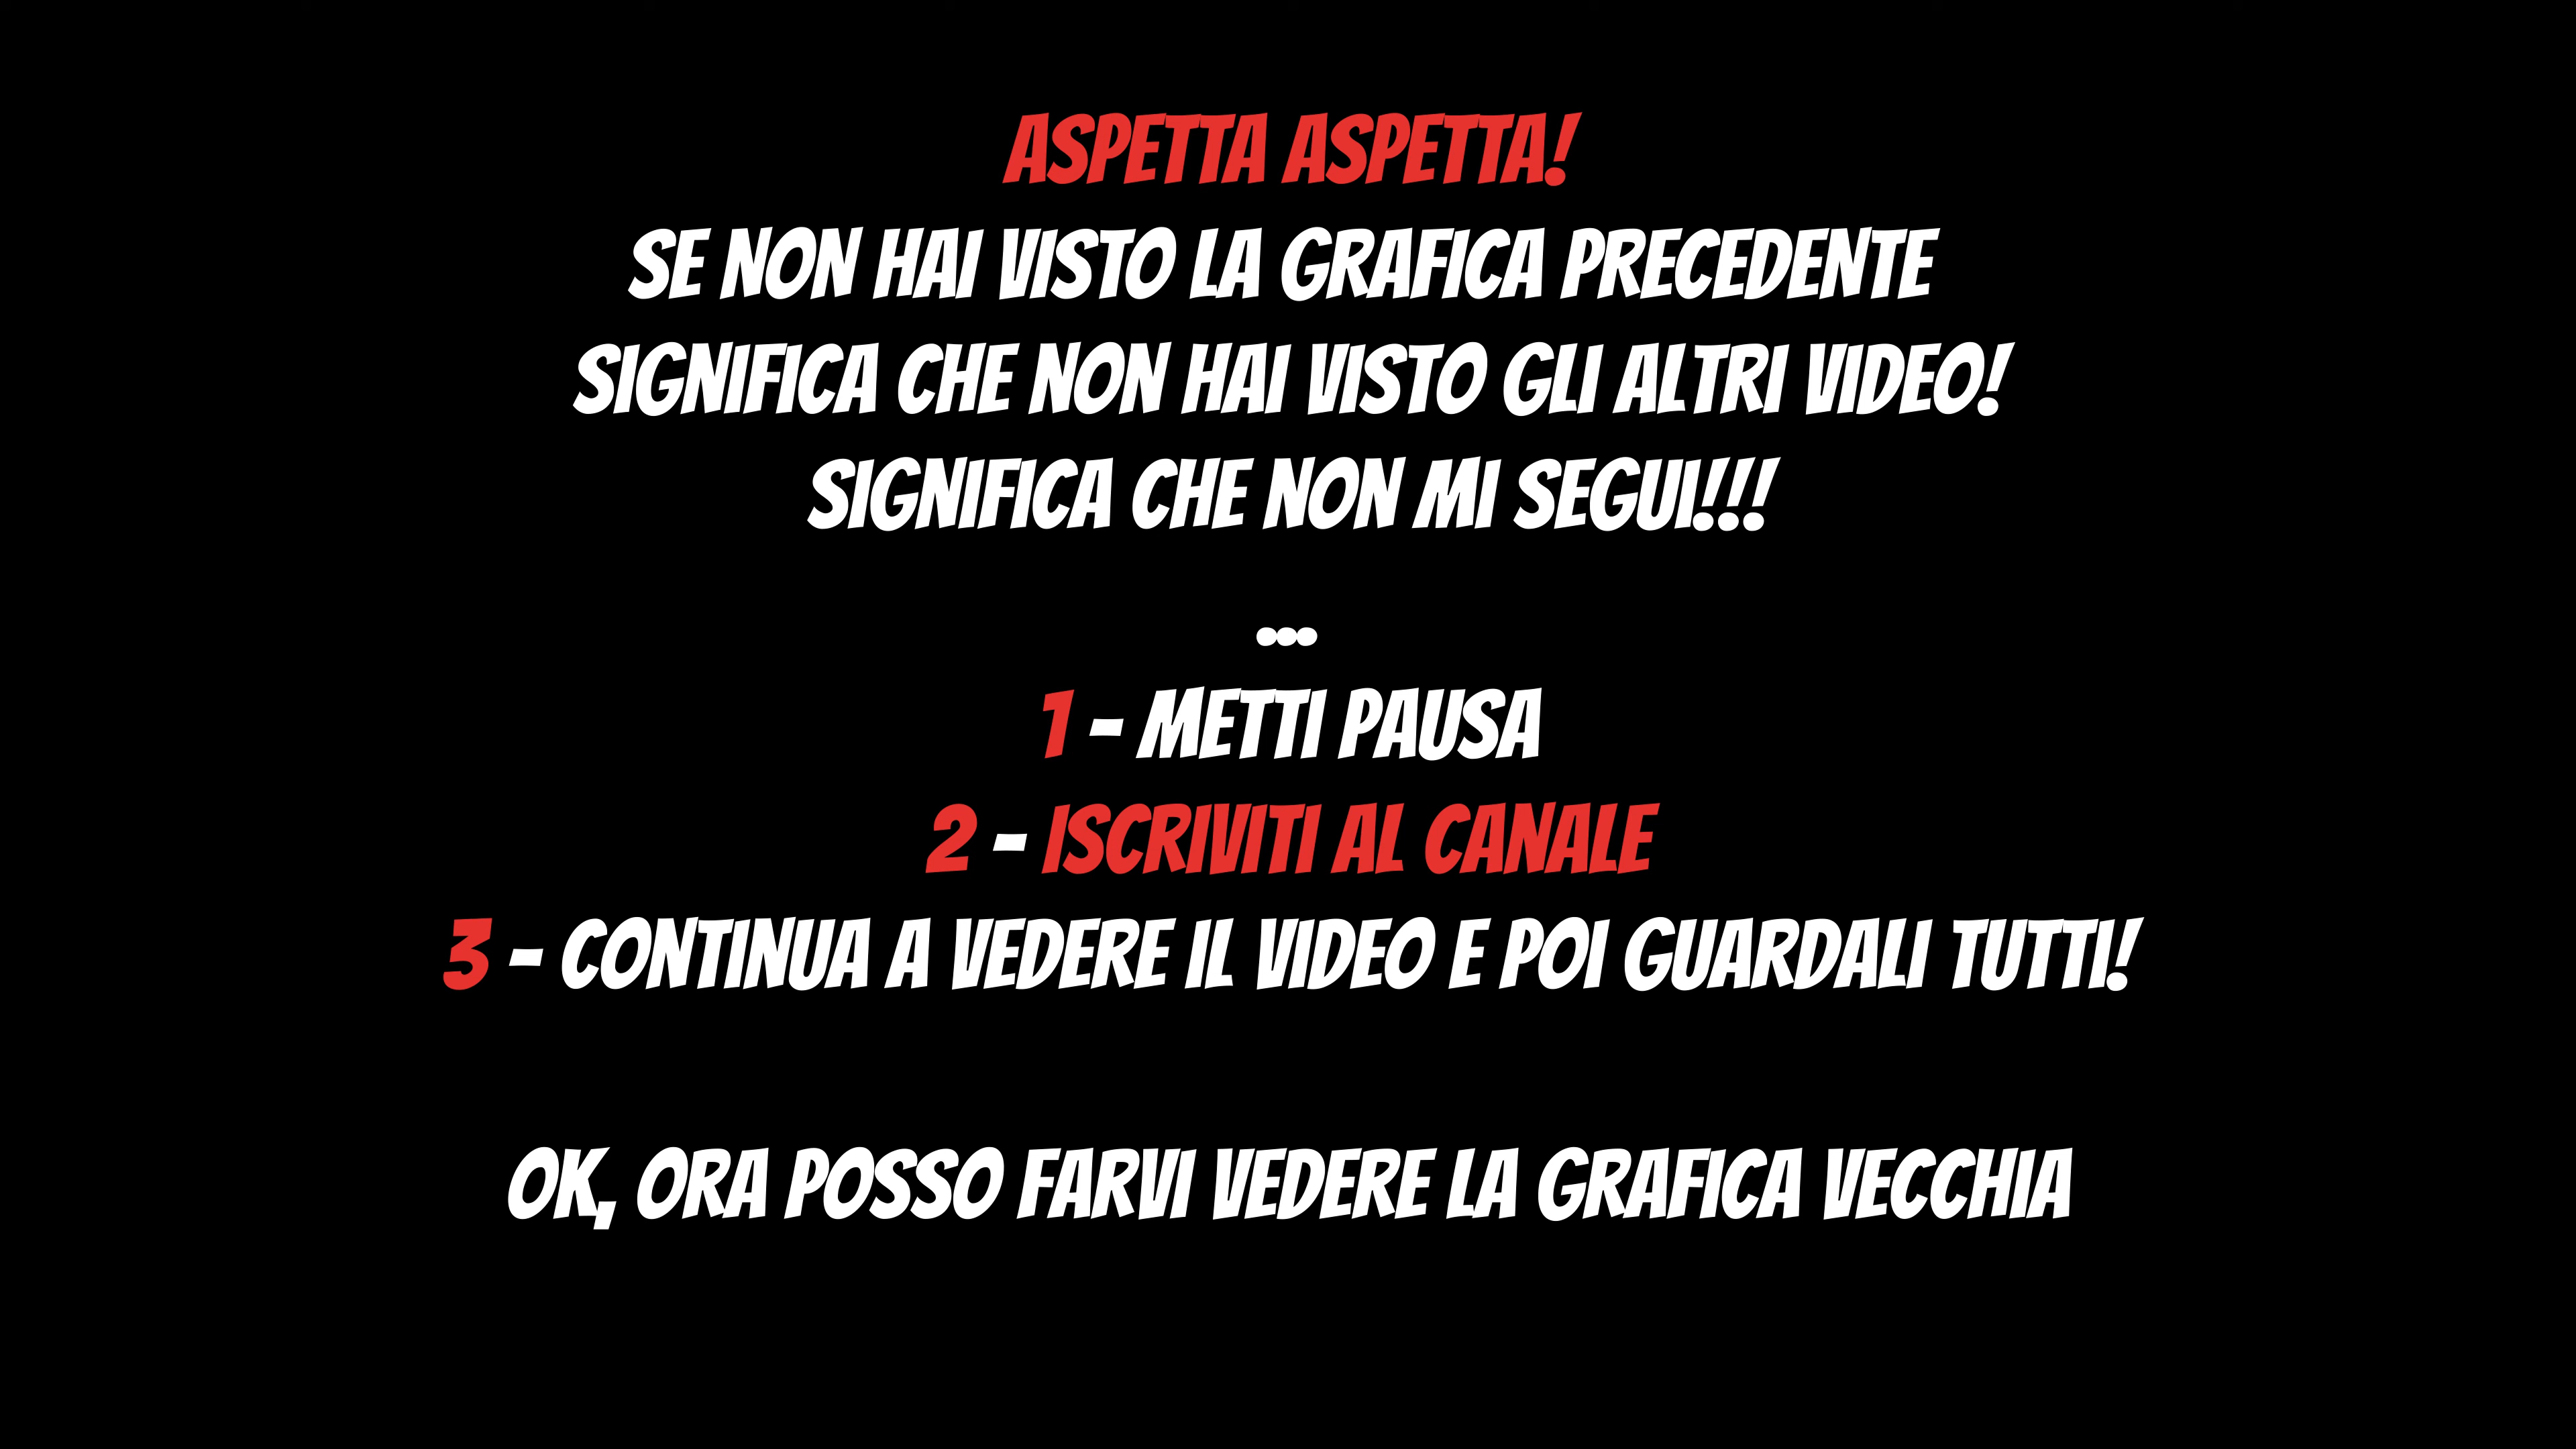 ASPETTA ASPETTA!
SE NON HAI VISTO LA GRAFICA PRECEDENTE
SIGNIFICA CHE NON HAI VISTO GLI ALTRI VIDEO!
SIGNIFICA CHE NON MI SEGUI!!!
...
1 - METTI PAUSA
2 - ISCRIVITI AL CANALE
3 - CONTINUA A VEDERE IL VIDEO E POI GUARDALI TUTTI!
OK, ORA POSSO FARVI VEDERE LA GRAFICA VECCHIA